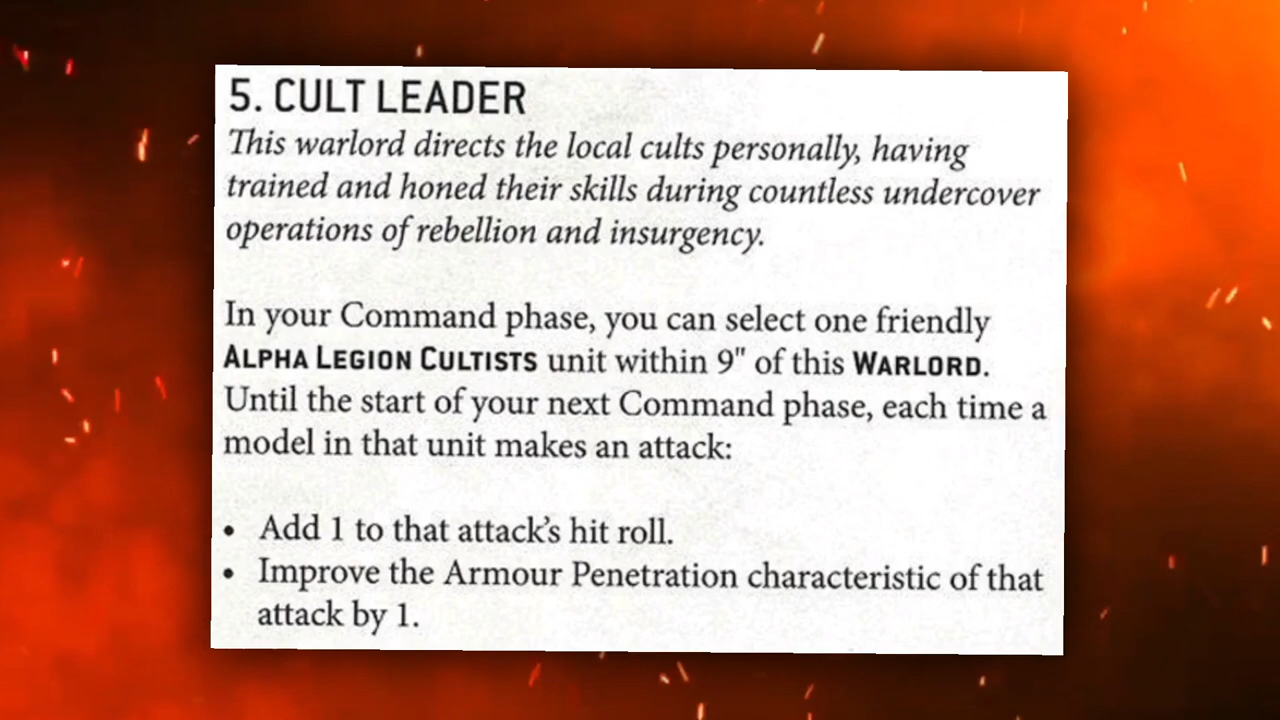 5. CULT LEADER
This warlord directs the local cults personally, having
trained and honed their skills during countless undercover
operations of rebellion and insurgency.
In your Command phase, you can select one friendly
ALPHA LEGION CULTISTS unit within 9" of this WARLORD.
Until the start of your next Command phase, each time a
model in that unit makes an attack:
• Add 1 to that attack's hit roll.
• Improve the Armour Penetration characteristic of that
attack by 1.